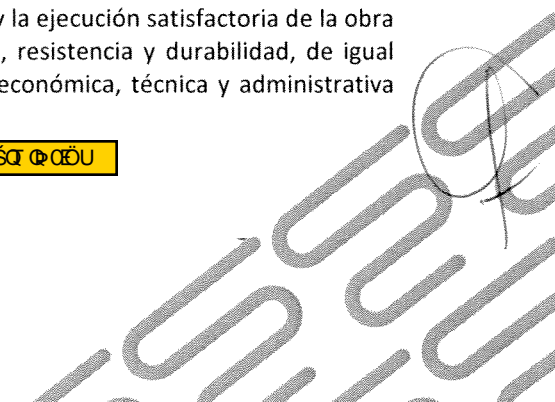 y la ejecución satisfactoria de la obra
, resistencia y durabilidad, de igual
económica, técnica y administrativa